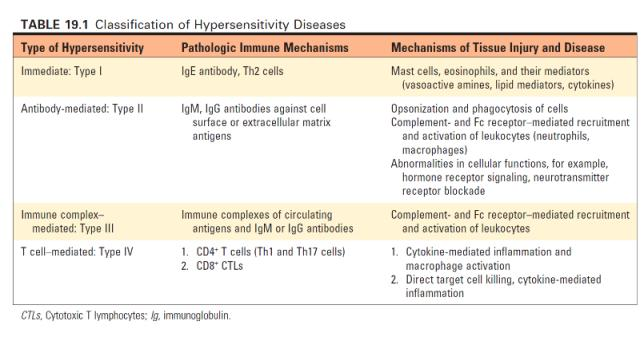 TABLE 19.1 Classification of Hypersensitivity Diseases
Type of Hypersensitivity
Pathologic Immune Mechanisms
Mechanisms of Tissue Injury and Disease
Immediate: Type I
IgE antibody, Th2 cells
Mast cells, eosinophils, and their mediators
(vasoactive amines, lipid mediators, cytokines)
Antibody-mediated: Type II
IgM, IgG antibodies against cell
surface or extracellular matrix
antigens
Opsonization and phagocytosis of cells
Complement- and Fc receptor–mediated recruitment
and activation of leukocytes (neutrophils,
macrophages)
Abnormalities in cellular functions, for example,
hormone receptor signaling, neurotransmitter
receptor blockade
Immune complex–
mediated: Type III
Immune complexes of circulating
antigens and IgM or IgG antibodies
Complement- and Fc receptor–mediated recruitment
and activation of leukocytes
T cell–mediated: Type IV
1. CD4⁺ T cells (Th1 and Th17 cells)
2. CD8⁺ CTLs
1. Cytokine-mediated inflammation and
macrophage activation
2. Direct target cell killing, cytokine-mediated
inflammation
CTLs, Cytotoxic T lymphocytes; Ig, immunoglobulin.